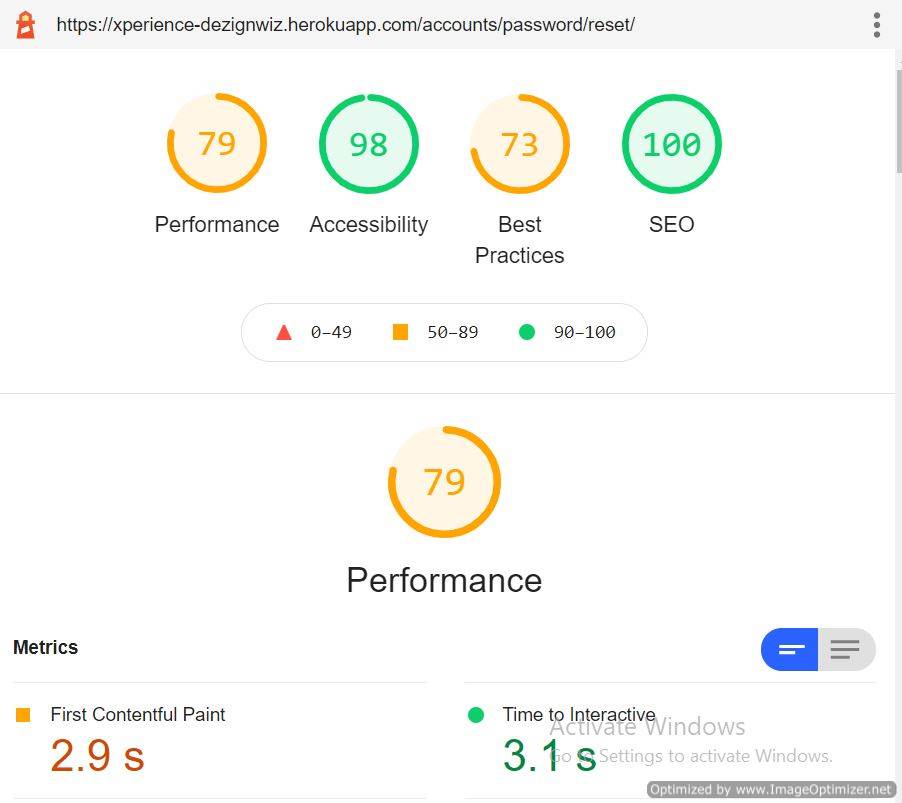 https://xperience-dezignwiz.herokuapp.com/accounts/password/reset/
79 98 73 100
Performance Accessibility Best Practices SEO
0–49 50–89 90–100
79
Performance
Metrics
First Contentful Paint
2.9 s
Time to Interactive
3.1 s
Activate Windows
Go to Settings to activate Windows.
Optimized by www.ImageOptimizer.net